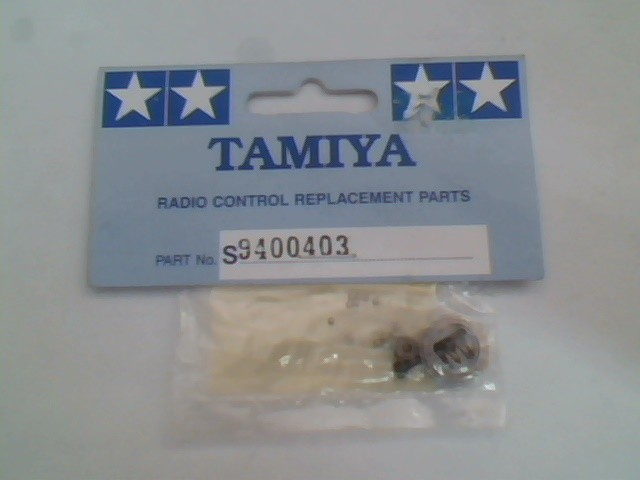 TAMIYA
RADIO CONTROL REPLACEMENT PARTS
PART No. S9400403